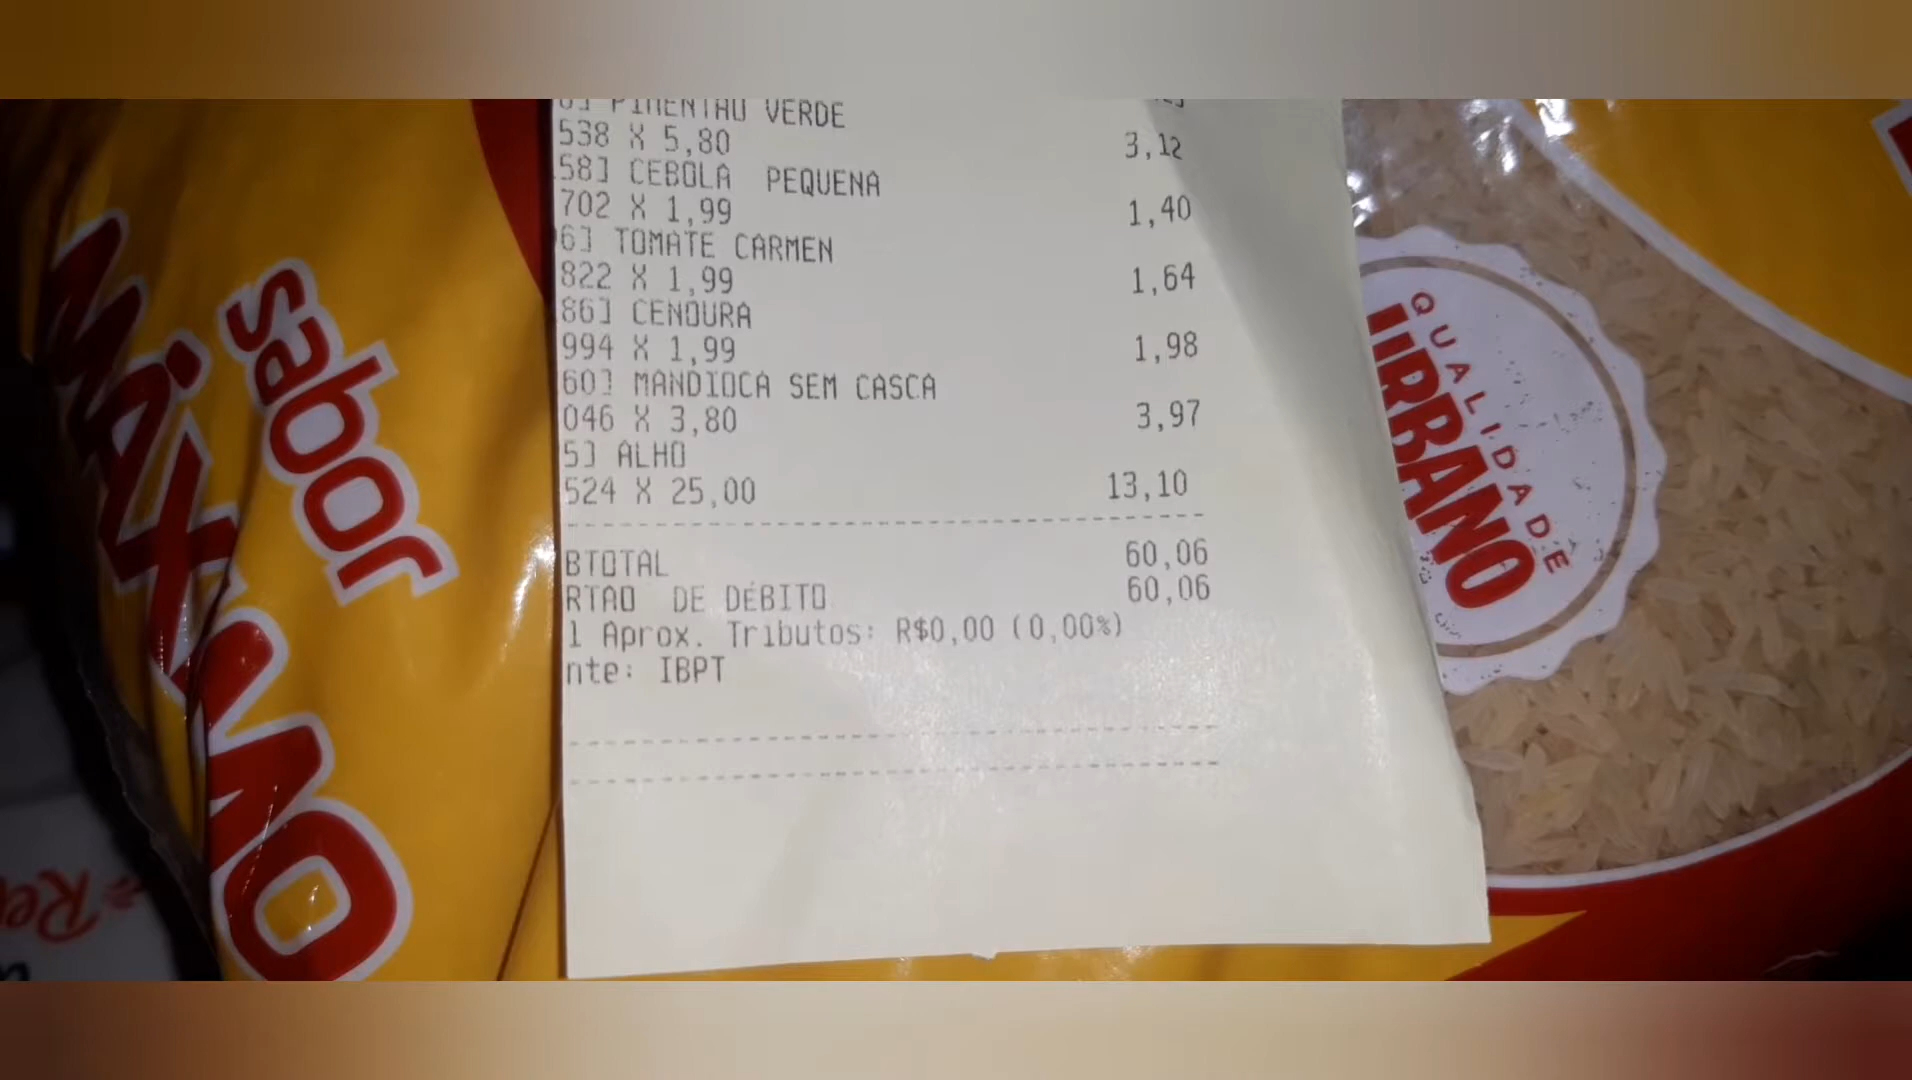 PIMENTAO VERDE
538 X 5,80 3,12
58] CEBOLA PEQUENA
702 X 1,99 1,40
6] TOMATE CARMEN
822 X 1,99 1,64
86] CENOURA
994 X 1,99 1,98
60] MANDIOCA SEM CASCA
046 X 3,80 3,97
5] ALHO
524 X 25,00 13,10
BTOTAL 60,06
RTAO DE DÉBITO 60,06
l Aprox. Tributos: R$0,00 (0,00%)
nte: IBPT
sabor
MÁXIMO
QUALIDADE
URBANO